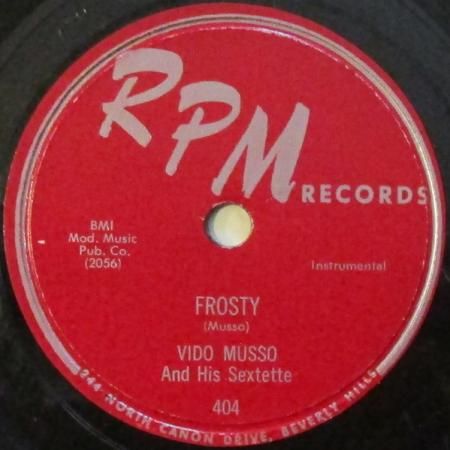 RPM
RECORDS
BMI
Mod. Music
Pub. Co.
(2056)
Instrumental
FROSTY
(Musso)
VIDO MUSSO
And His Sextette
404
244 NORTH CANON DRIVE, BEVERLY HILLS